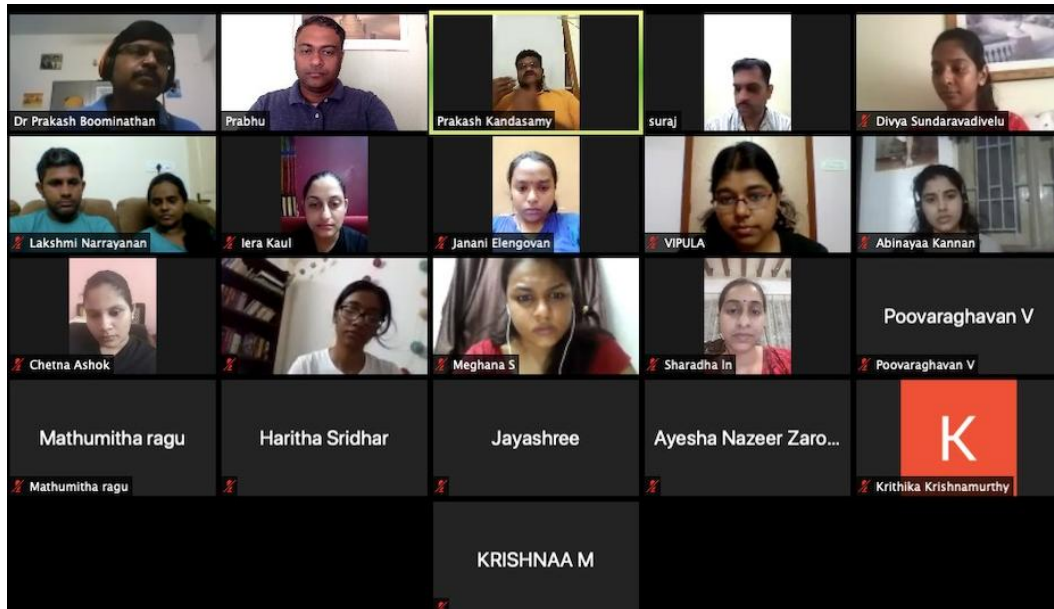 Dr Prakash Boominathan
Prabhu
Prakash Kandasamy
suraj
Divya Sundaravadivelu
Lakshmi Narrayanan
Iera Kaul
Janani Elengovan
VIPULA
Abinayaa Kannan
Chetna Ashok
Meghana S
Sharadha In
Poovaraghavan V
Poovaraghavan V
Mathumitha ragu
Haritha Sridhar
Jayashree
Ayesha Nazeer Zaro...
K
Mathumitha ragu
Krithika Krishnamurthy
KRISHNAA M